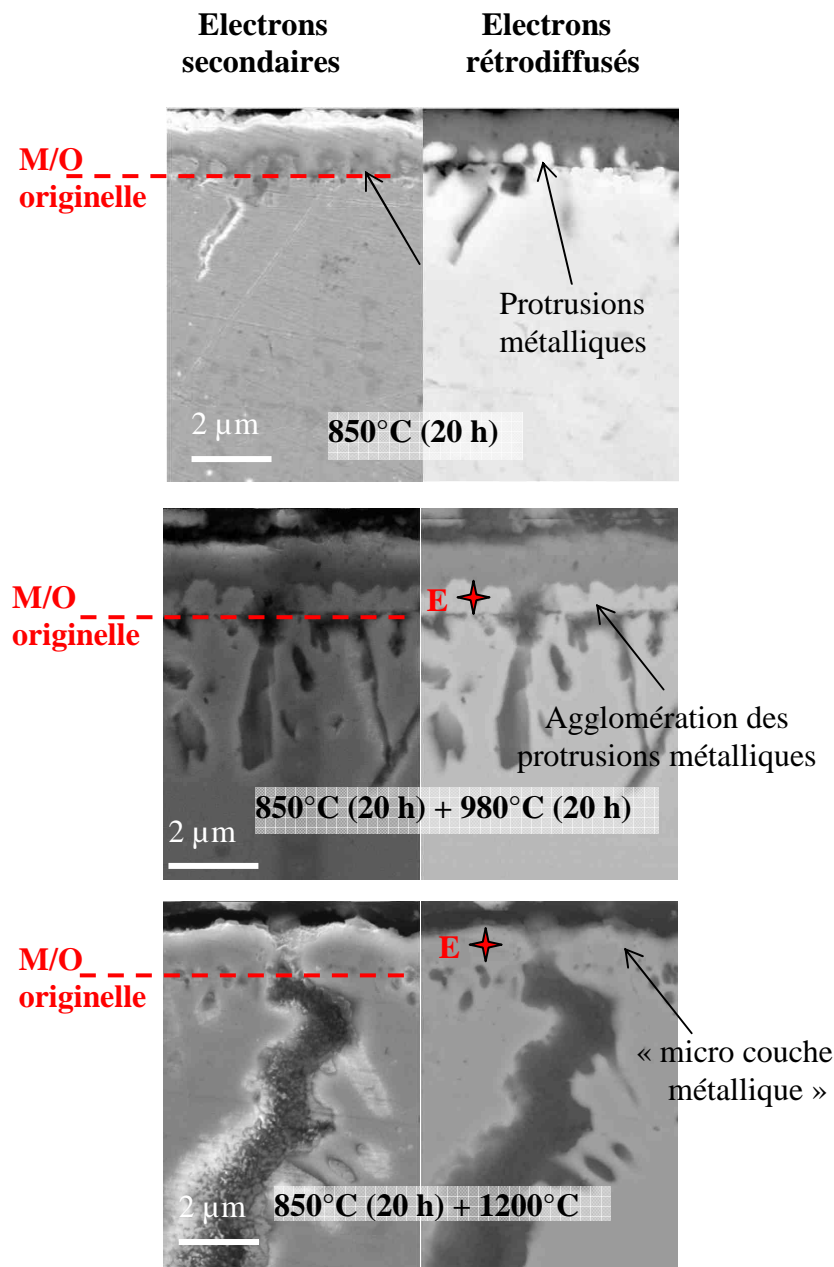 Electrons
secondaires
Electrons
rétrodiffusés
M/O
originelle
Protrusions
métalliques
2 µm
850°C (20 h)
M/O
originelle
E
Agglomération des
protrusions métalliques
850°C (20 h) + 980°C (20 h)
2 µm
M/O
originelle
E
« micro couche
métallique »
2 µm
850°C (20 h) + 1200°C